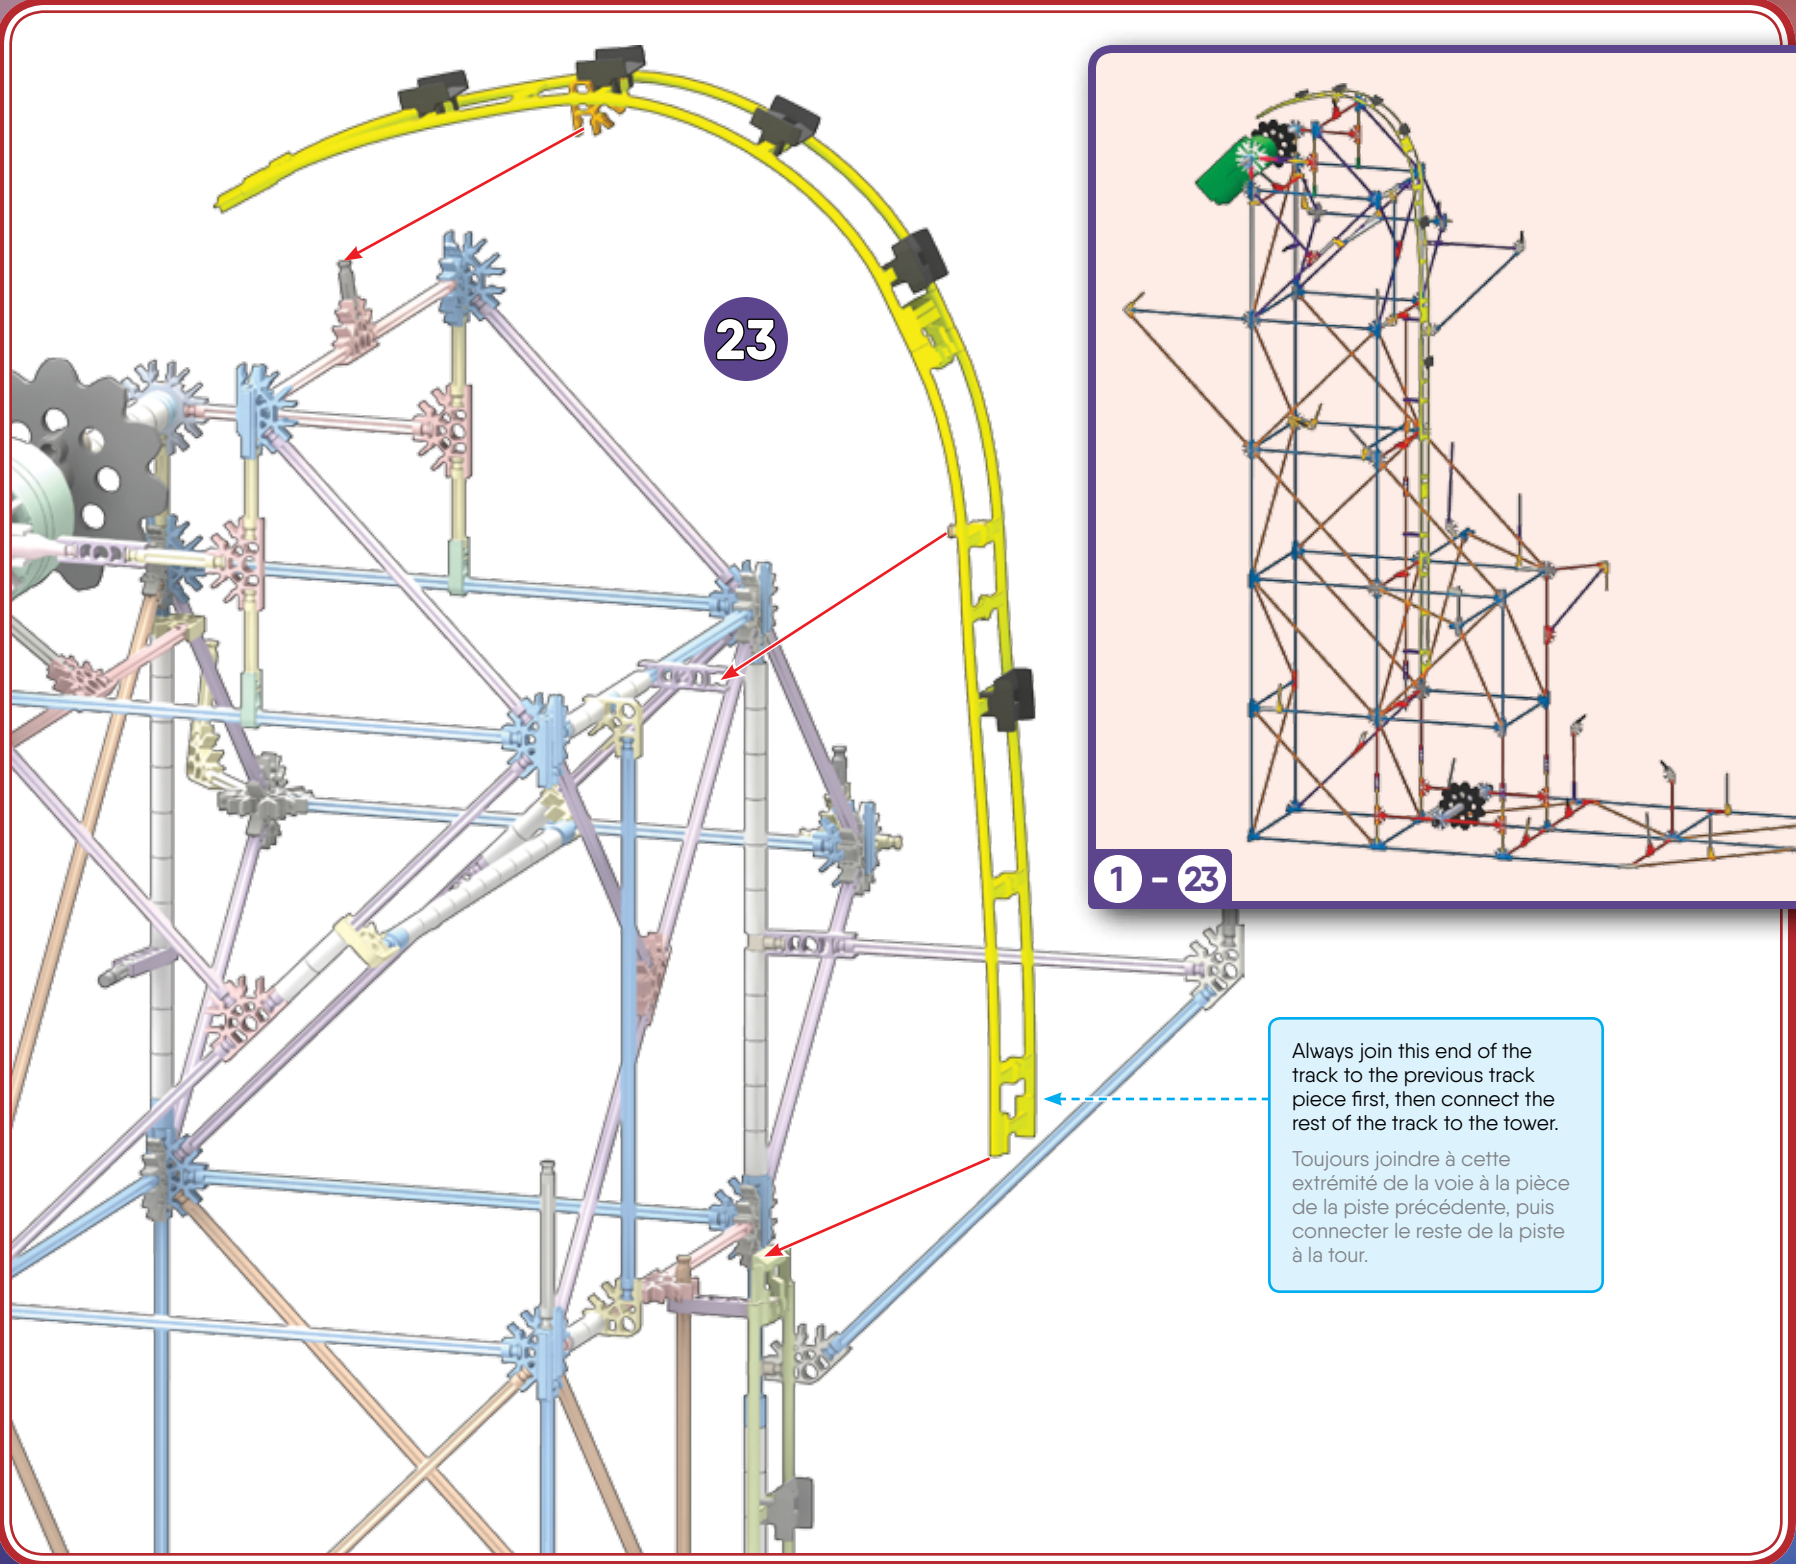 23
1 – 23
Always join this end of the
track to the previous track
piece first, then connect the
rest of the track to the tower.
Toujours joindre à cette
extrémité de la voie à la pièce
de la piste précédente, puis
connecter le reste de la piste
à la tour.